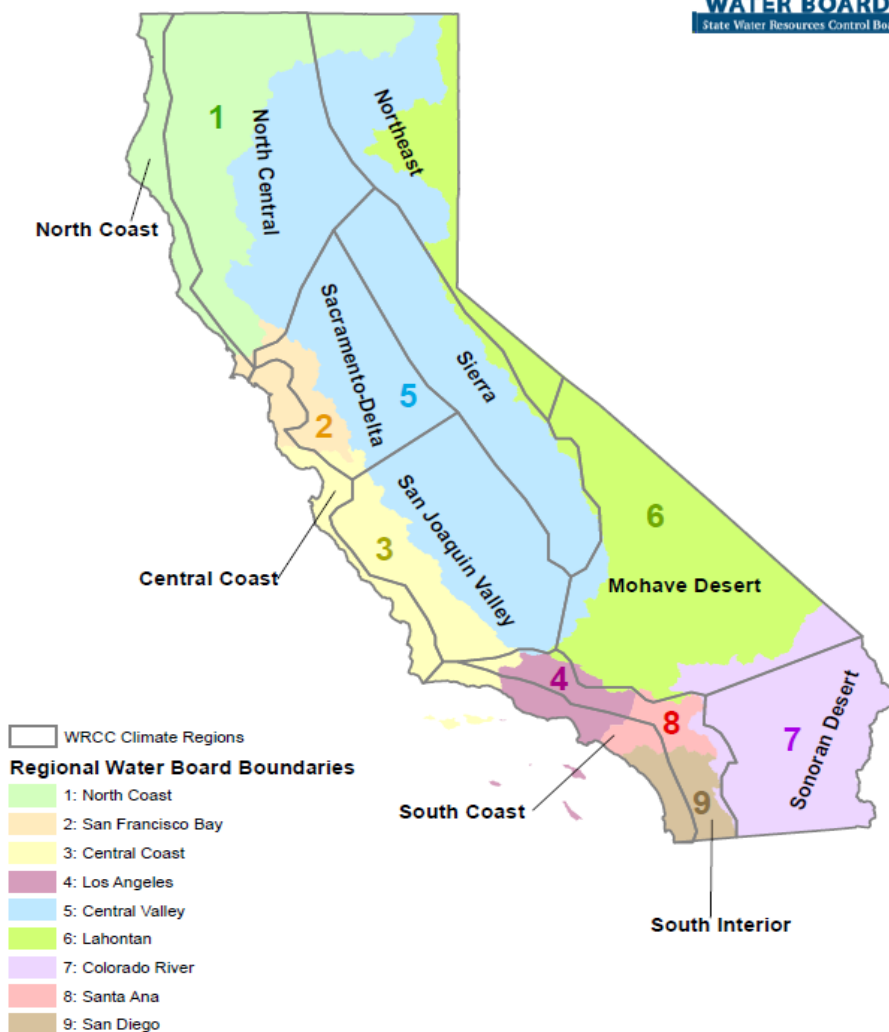 WATER BOARD
State Water Resources Control Boa
1
North Central
Northeast
North Coast
Sacramento-Delta
Sierra
5
2
San Joaquin Valley
6
3
Central Coast
Mohave Desert
4
8
7
Sonoran Desert
WRCC Climate Regions
Regional Water Board Boundaries
1: North Coast
2: San Francisco Bay
3: Central Coast
4: Los Angeles
5: Central Valley
6: Lahontan
7: Colorado River
8: Santa Ana
9: San Diego
South Coast
9
South Interior